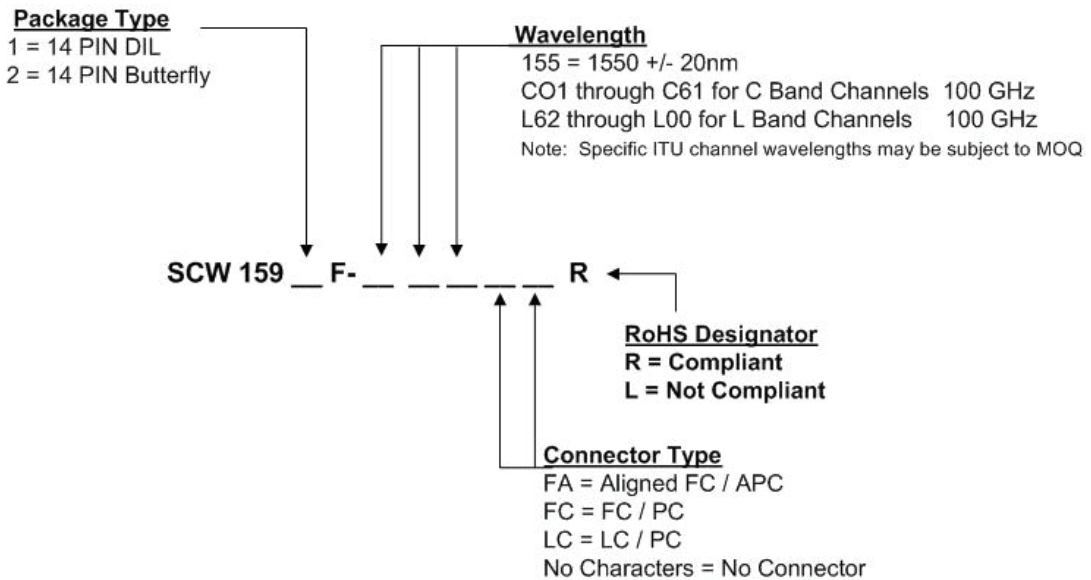 Package Type
1 = 14 PIN DIL
2 = 14 PIN Butterfly
Wavelength
155 = 1550 +/- 20nm
CO1 through C61 for C Band Channels 100 GHz
L62 through L00 for L Band Channels 100 GHz
Note: Specific ITU channel wavelengths may be subject to MOQ
SCW 159 __ F- __ __ __ __ __ R
RoHS Designator
R = Compliant
L = Not Compliant
Connector Type
FA = Aligned FC / APC
FC = FC / PC
LC = LC / PC
No Characters = No Connector